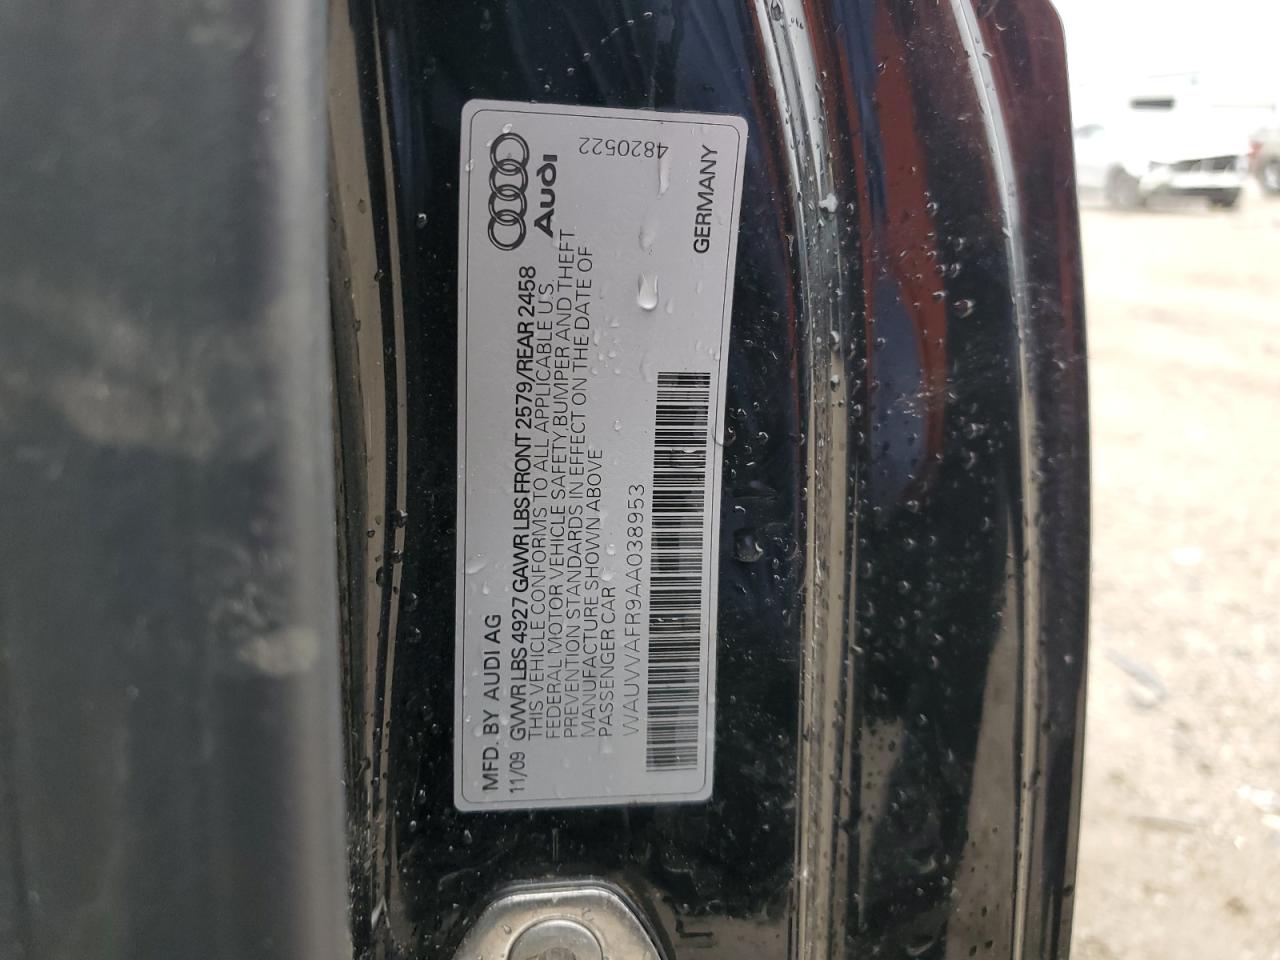 MFD. BY AUDI AG
11/09 GVWR LBS 4927 GAWR LBS FRONT 2579/REAR 2458
THIS VEHICLE CONFORMS TO ALL APPLICABLE U.S.
FEDERAL MOTOR VEHICLE SAFETY, BUMPER AND THEFT
PREVENTION STANDARDS IN EFFECT ON THE DATE OF
MANUFACTURE SHOWN ABOVE
PASSENGER CAR
WAUVVAFR9AA038953
Audi
4820522
GERMANY